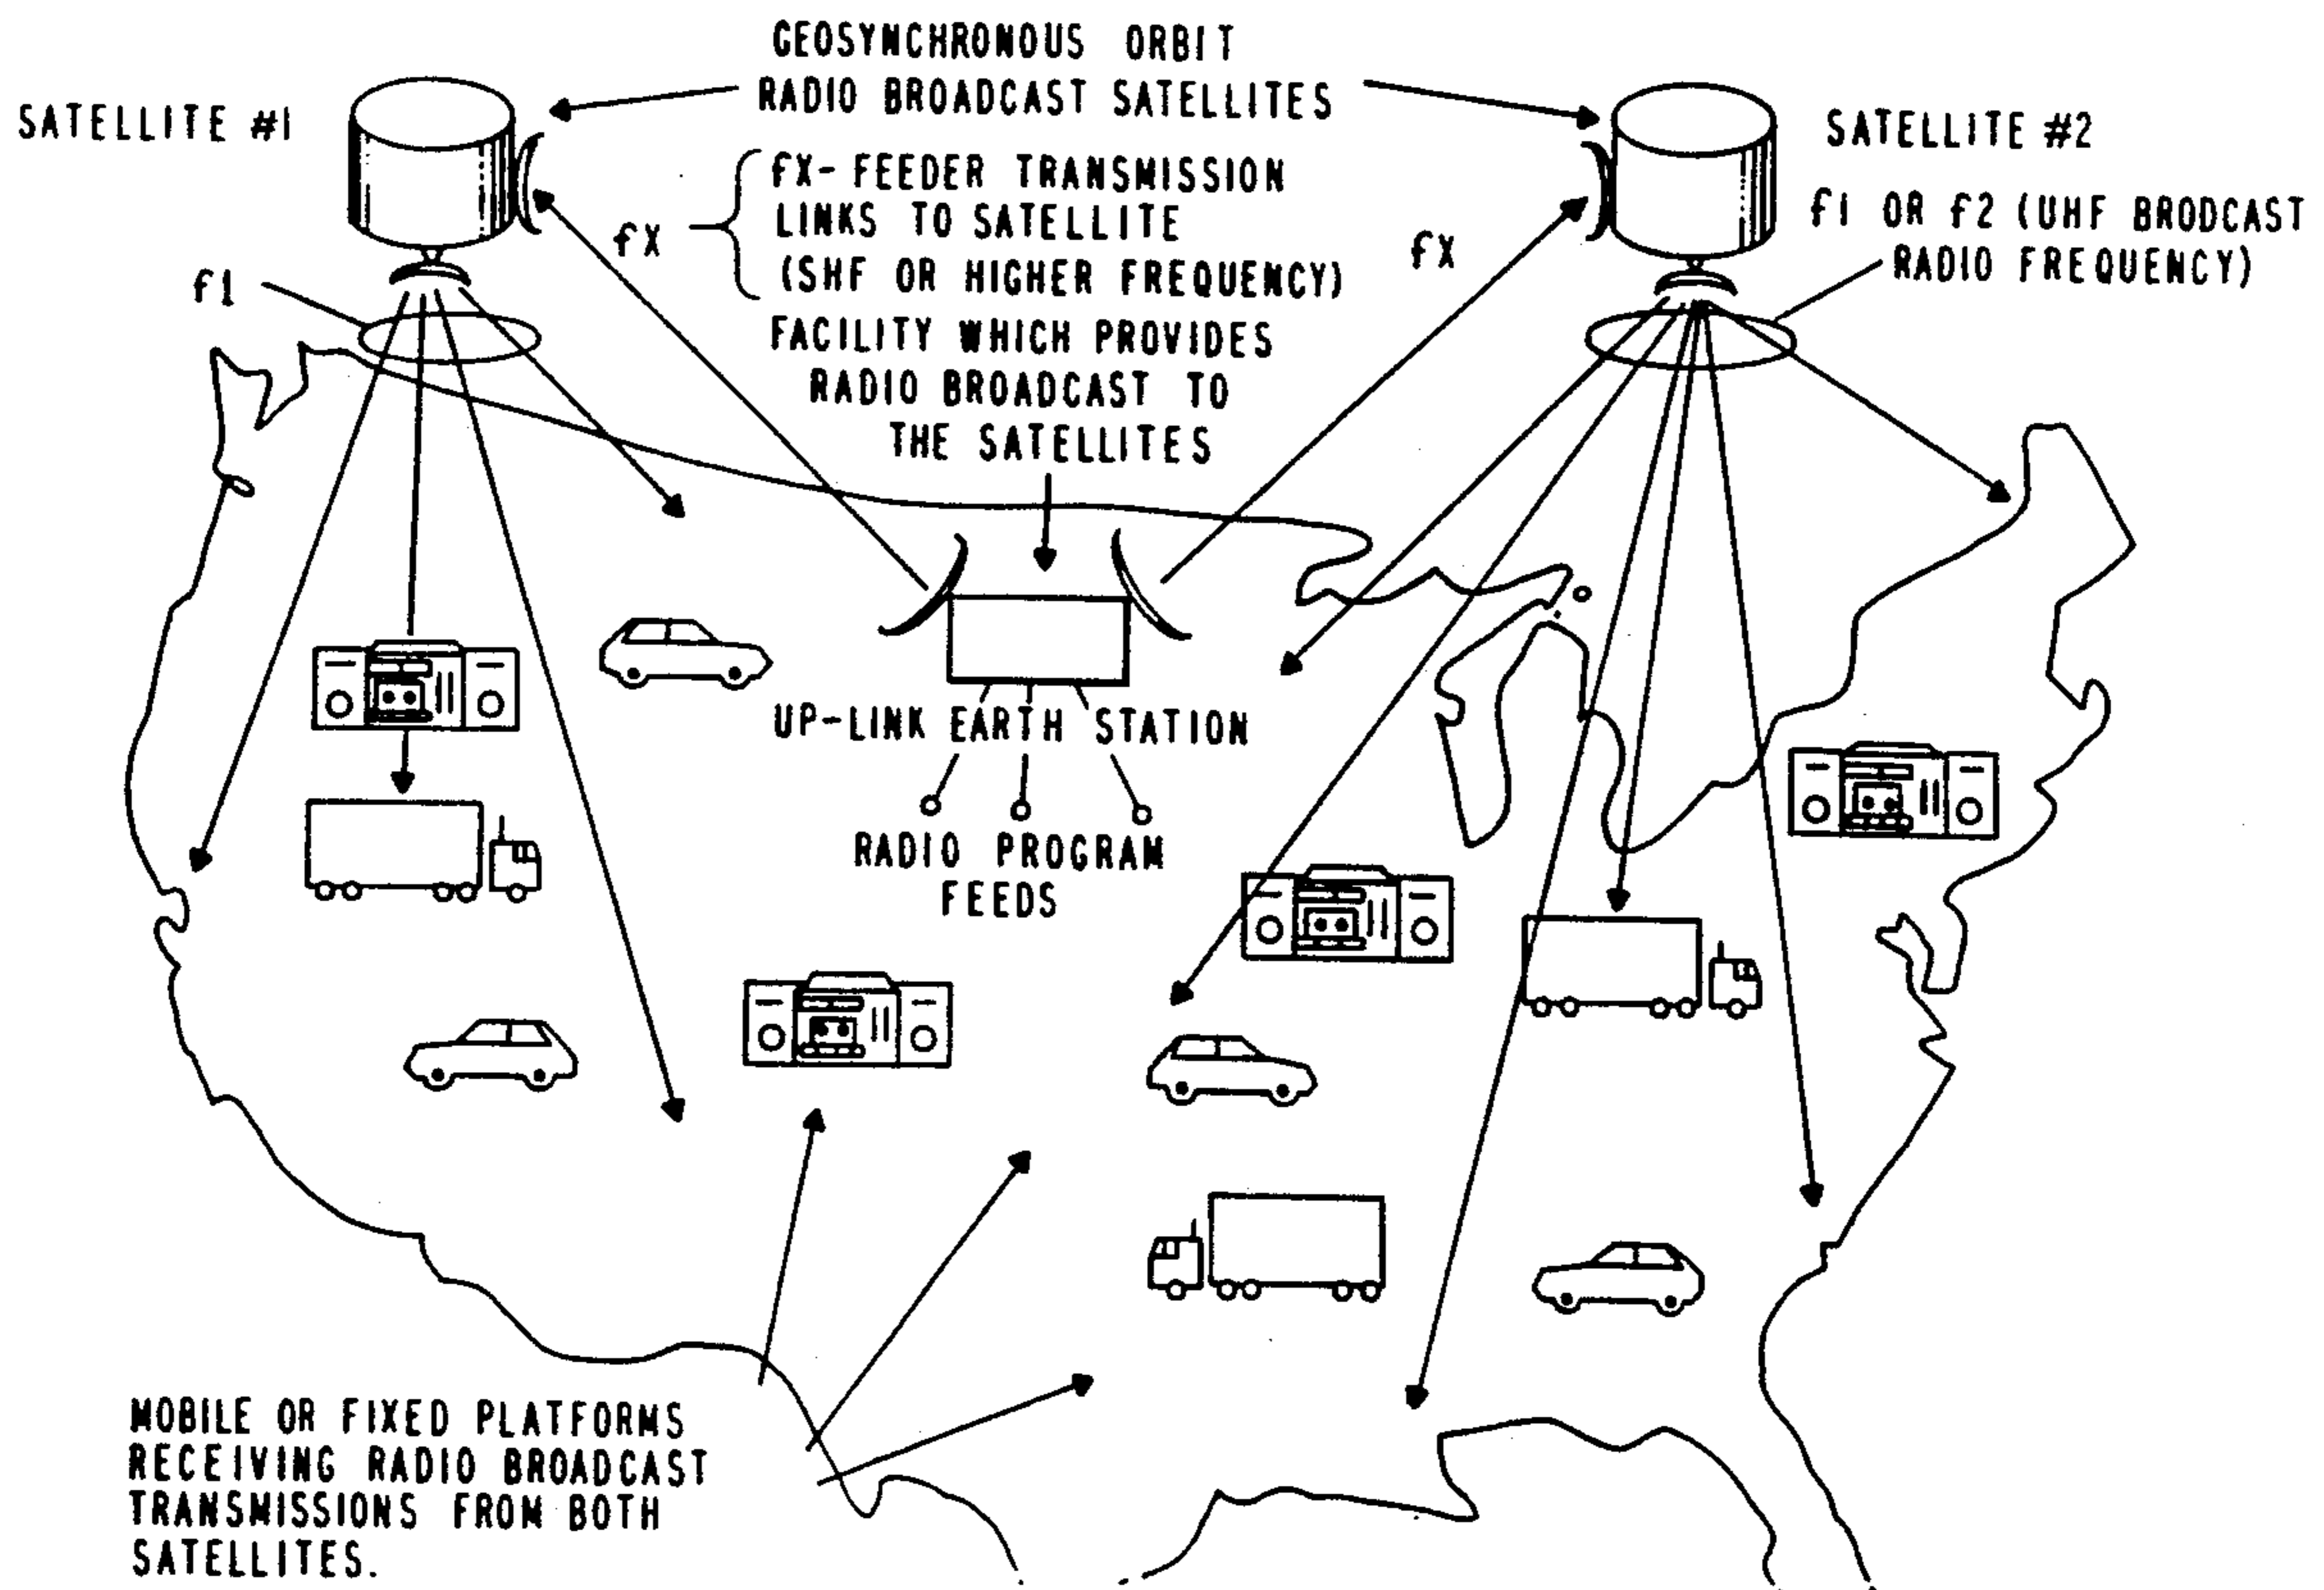 GEOSYNCHRONOUS ORBIT
RADIO BROADCAST SATELLITES
SATELLITE #1
SATELLITE #2
fX-FEEDER TRANSMISSION
LINKS TO SATELLITE
(SHF OR HIGHER FREQUENCY)
fX
fX
f1 OR f2 (UHF BRODCAST
RADIO FREQUENCY)
f1
FACILITY WHICH PROVIDES
RADIO BROADCAST TO
THE SATELLITES
UP-LINK EARTH STATION
RADIO PROGRAM
FEEDS
MOBILE OR FIXED PLATFORMS
RECEIVING RADIO BROADCAST
TRANSMISSIONS FROM BOTH
SATELLITES.